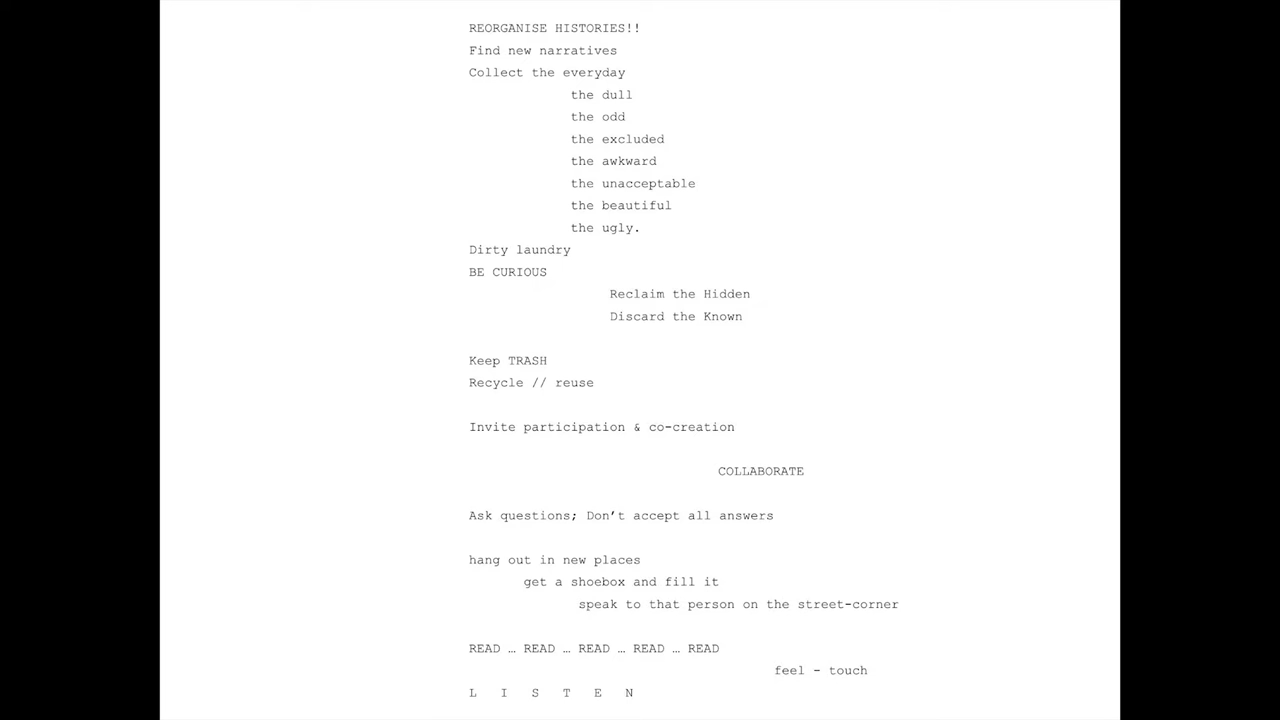 REORGANISE HISTORIES!!
Find new narratives
Collect the everyday
the dull
the odd
the excluded
the awkward
the unacceptable
the beautiful
the ugly.
Dirty laundry
BE CURIOUS
Reclaim the Hidden
Discard the Known
Keep TRASH
Recycle // reuse
Invite participation & co-creation
COLLABORATE
Ask questions; Don’t accept all answers
hang out in new places
get a shoebox and fill it
speak to that person on the street-corner
READ … READ … READ … READ … READ
feel – touch
L I S T E N